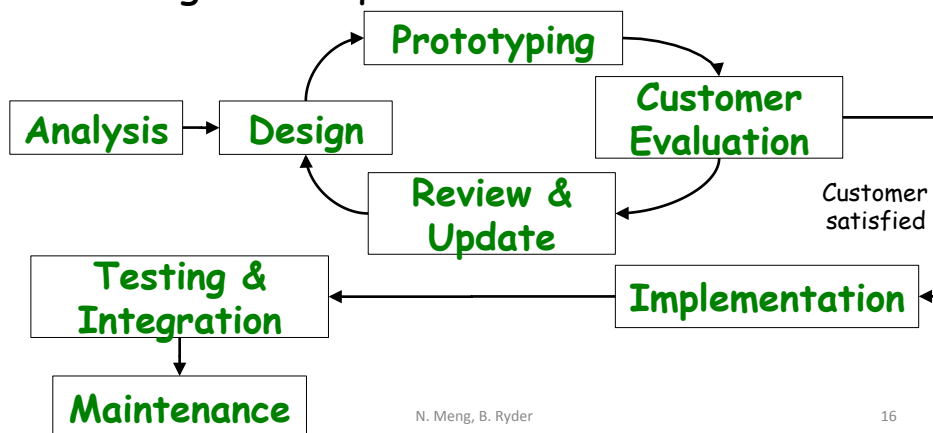 Prototyping
Customer
Evaluation
Analysis
Design
Review &
Update
Customer
satisfied
Testing &
Integration
Implementation
Maintenance
N. Meng, B. Ryder
16